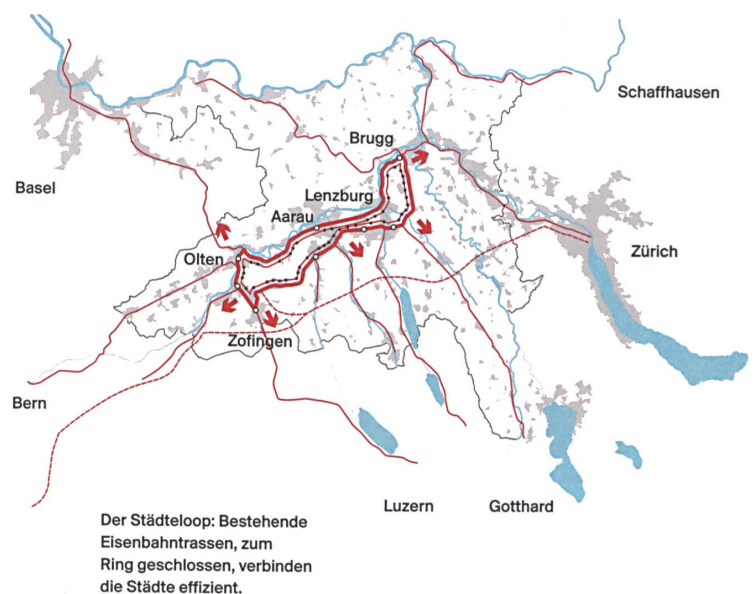 Schaffhausen
Brugg
Basel
Lenzburg
Aarau
Zürich
Olten
Zofingen
Bern
Luzern
Gotthard
Der Städteloop: Bestehende
Eisenbahntrassen, zum
Ring geschlossen, verbinden
die Städte effizient.